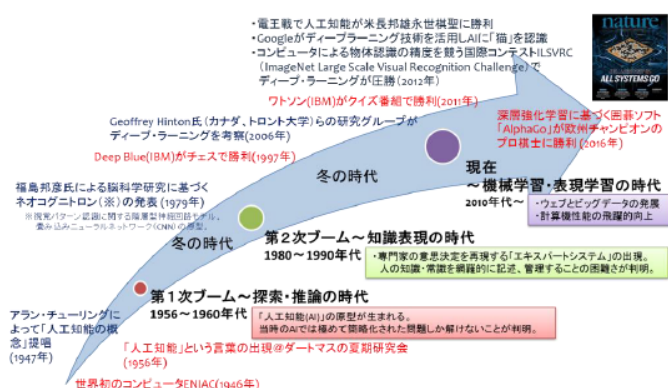 ・電王戦で人工知能が米長邦雄永世棋聖に勝利
・Googleがディープラーニング技術を活用しAIに「猫」を認識
・コンピュータによる物体認識の精度を競う国際コンテストILSVRC
（ImageNet Large Scale Visual Recognition Challenge）で
ディープ・ラーニングが圧勝（2012年）
nature
ALL SYSTEMS GO
ワトソン(IBM)がクイズ番組で勝利(2011年)
Geoffrey Hinton氏（カナダ、トロント大学）らの研究グループが
ディープ・ラーニングを考察(2006年)
深層強化学習に基づく囲碁ソフト
「AlphaGo」が欧州チャンピオンの
プロ棋士に勝利(2016年)
Deep Blue(IBM)がチェスで勝利(1997年)
冬の時代
現在
～機械学習・表現学習の時代
2010年代～
・ウェブとビッグデータの発展
・計算機性能の飛躍的向上
福島邦彦氏による脳科学研究に基づく
ネオコグニトロン（※）の発表（1979年）
※視覚パターン認識に関する階層型神経回路モデル。
畳み込みニューラルネットワーク(CNN)の原型。
冬の時代
第２次ブーム～知識表現の時代
1980～1990年代
・専門家の意思決定を再現する「エキスパートシステム」の出現。
人の知識・常識を網羅的に記述、管理することの困難さが判明。
第１次ブーム～探索・推論の時代
1956～1960年代
「人工知能(AI)」の原型が生まれる。
当時のAIでは極めて簡略化された問題しか解けないことが判明。
アラン・チューリングに
よって「人工知能の概
念」提唱
(1947年)
「人工知能」という言葉の出現@ダートマスの夏期研究会
(1956年)
世界初のコンピュータENIAC(1946年)